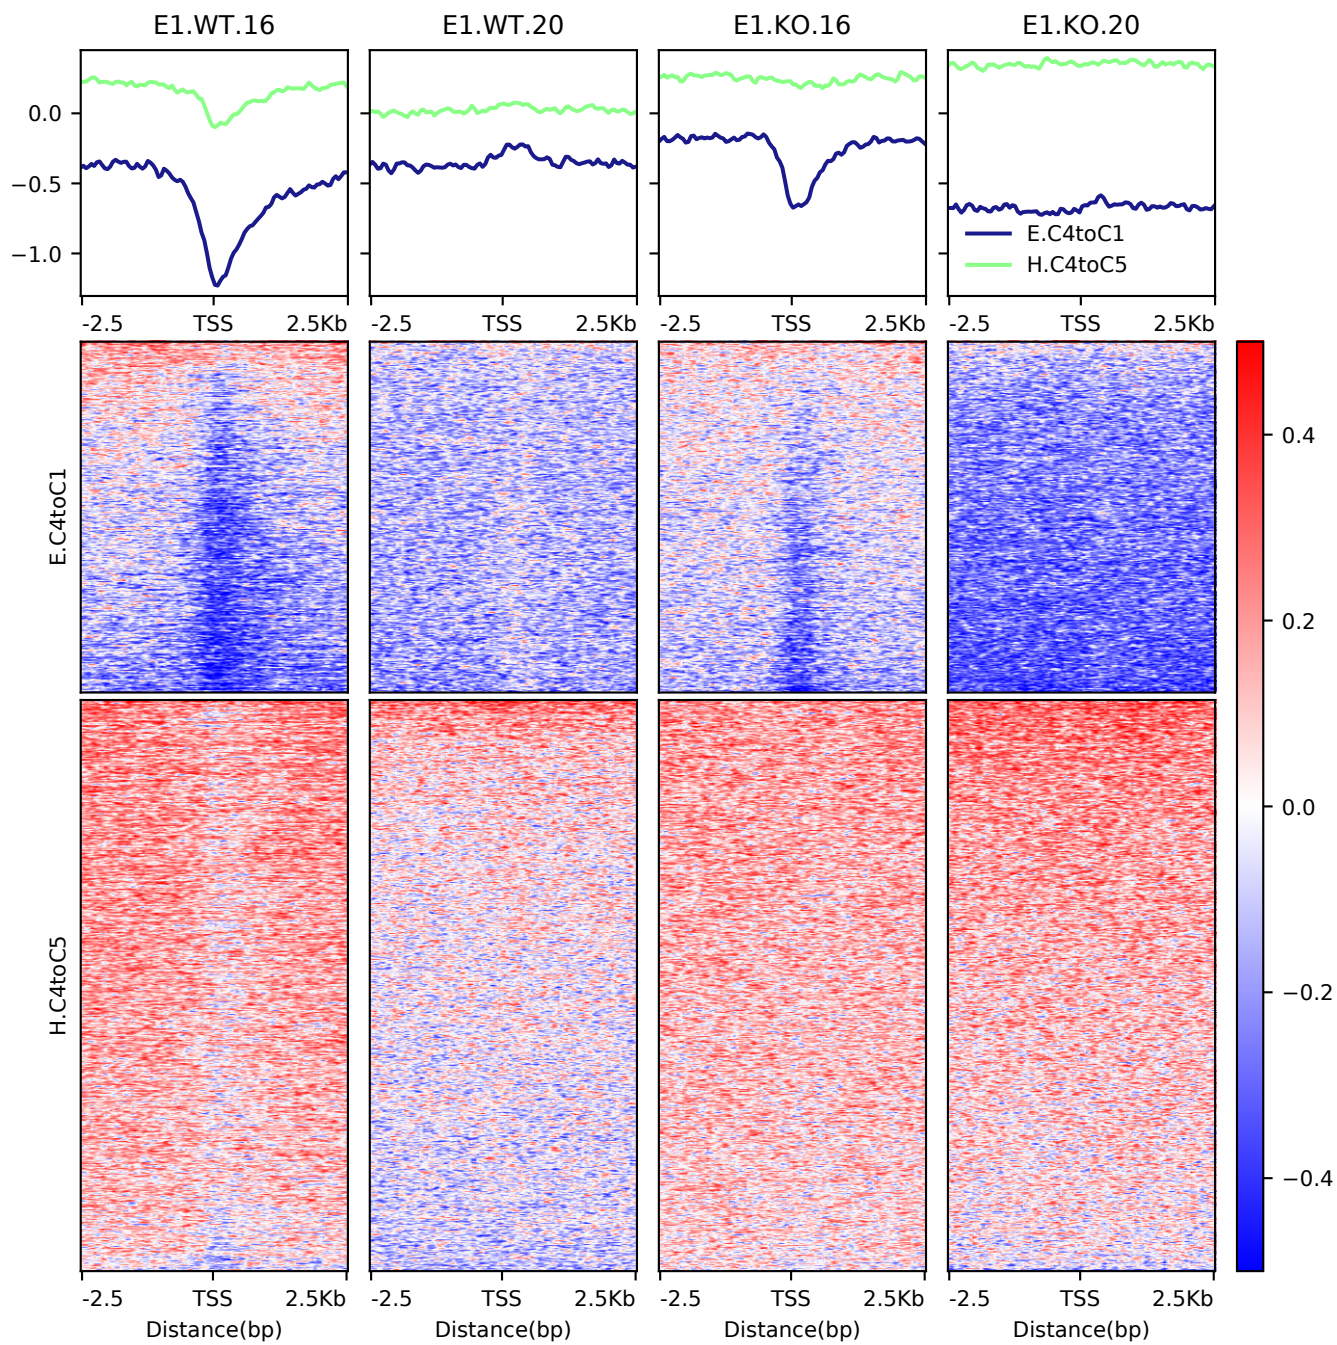 E1.WT.16 E1.WT.20 E1.KO.16 E1.KO.20
0.0
−0.5
−1.0
E.C4toC1
H.C4toC5
-2.5 TSS 2.5Kb -2.5 TSS 2.5Kb -2.5 TSS 2.5Kb -2.5 TSS 2.5Kb
E.C4toC1
H.C4toC5
0.4
0.2
0.0
−0.2
−0.4
-2.5 TSS 2.5Kb -2.5 TSS 2.5Kb -2.5 TSS 2.5Kb -2.5 TSS 2.5Kb
Distance(bp) Distance(bp) Distance(bp) Distance(bp)